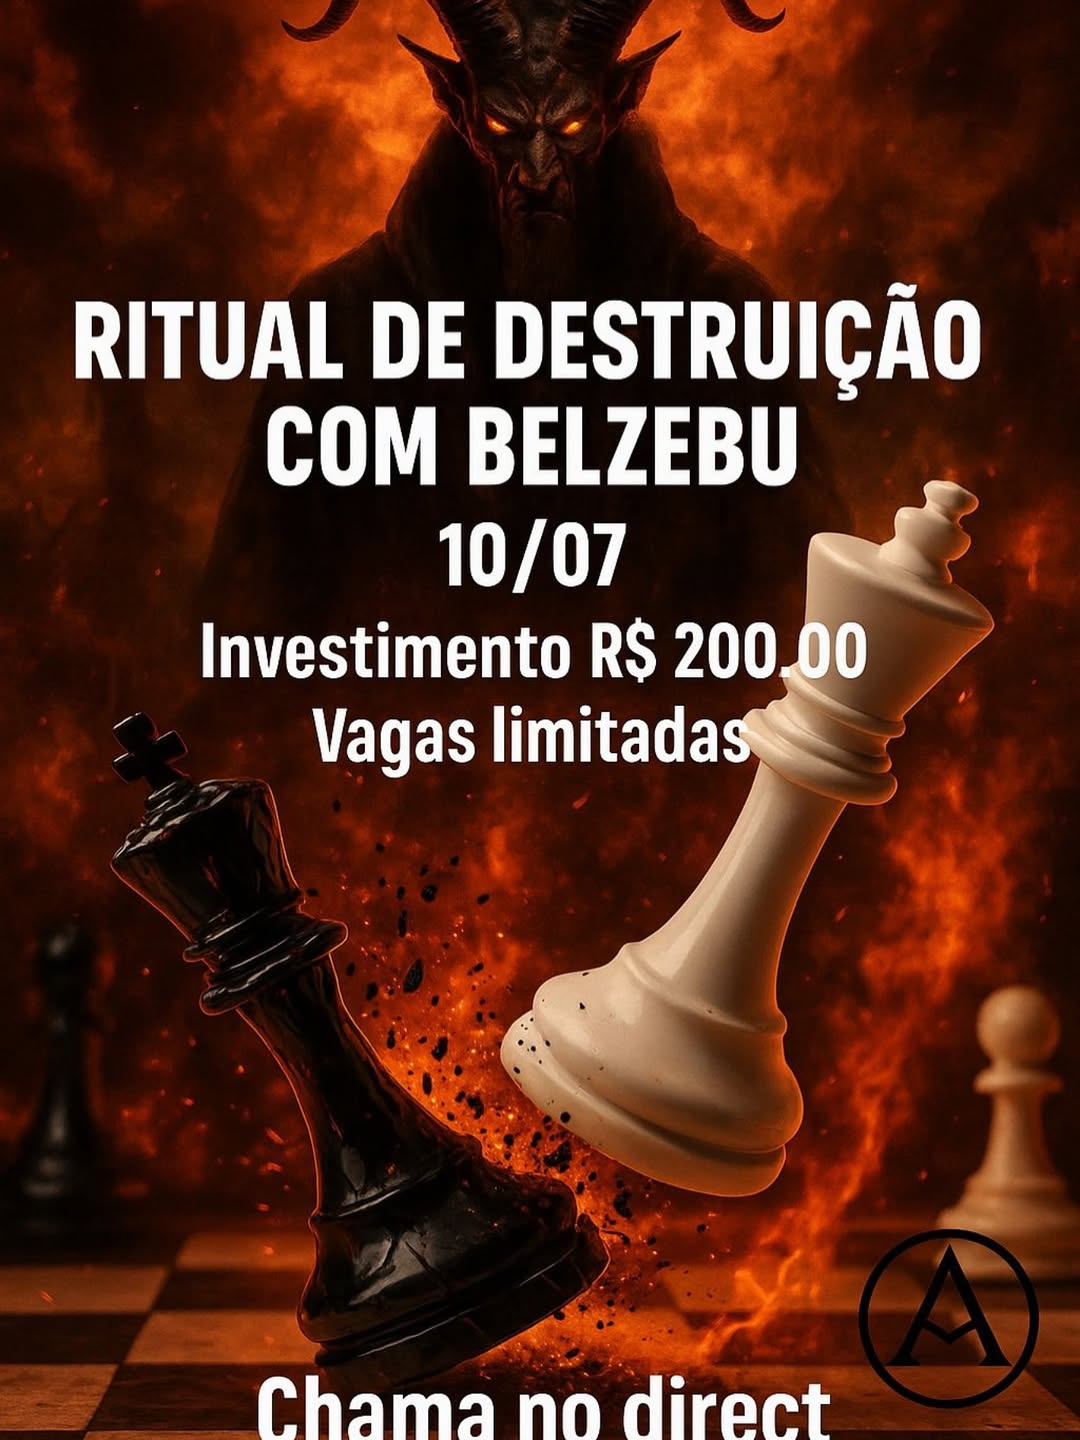 RITUAL DE DESTRUIÇÃO
COM BELZEBU
10/07
Investimento R$ 200.00
Vagas limitadas
Chama no direct